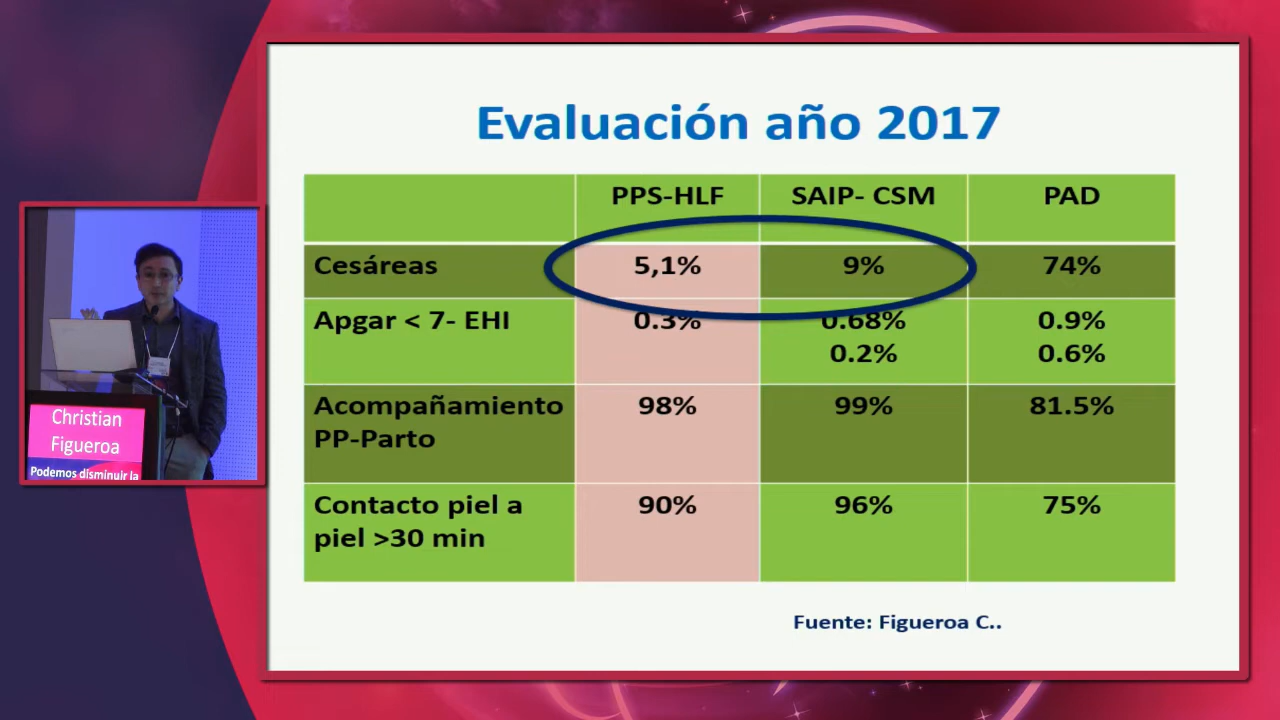 Evaluación año 2017
PPS-HLF SAIP- CSM PAD
Cesáreas 5,1% 9% 74%
Apgar < 7- EHI 0.3% 0.68% 0.9%
0.2% 0.6%
Acompañamiento 98% 99% 81.5%
PP-Parto
Contacto piel a 90% 96% 75%
piel >30 min
Fuente: Figueroa C..
Christian
Figueroa
Podemos disminuir la